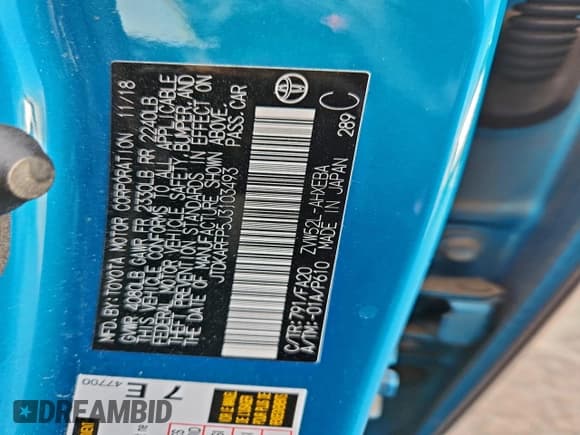 MFD. BY: TOYOTA MOTOR CORPORATION 11/18
GVWR 4080LB GAWR FR 2330LB RR 2240LB
THIS VEHICLE CONFORMS TO ALL APPLICABLE
FEDERAL MOTOR VEHICLE SAFETY, BUMPER, AND
THEFT PREVENTION STANDARDS IN EFFECT ON
THE DATE OF MANUFACTURE SHOWN ABOVE.
JTDKARFP5J3103493 PASS. CAR
C/TR: 791/FA20 ZVW52L-AHXEBA
A/TM: -01A/P610 MADE IN JAPAN 289 C
7 E
47700
DREAMBID